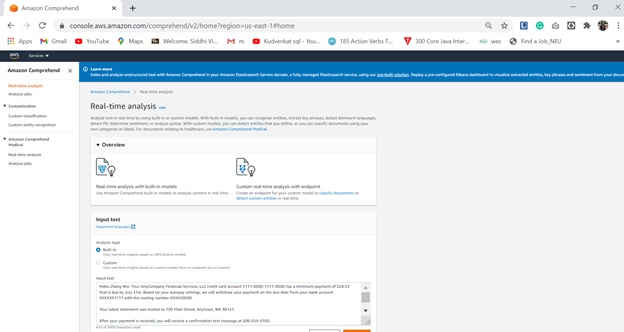 Amazon Comprehend
console.aws.amazon.com/comprehend/v2/home?region=us-east-1#home
Apps Gmail YouTube Maps Welcome, Siddhi Vi... m Kudvenkat sql - You... 185 Action Verbs T... 300 Core Java Inter... wes Find a Job_NEU
aws Services
Amazon Comprehend
Real-time analysis
Analysis jobs
Customization
Custom classification
Custom entity recognition
Amazon Comprehend
Medical
Real-time analysis
Analysis jobs
Learn more
Index and analyze unstructured text with Amazon Comprehend in your Amazon Elasticsearch Service domain, a fully managed Elasticsearch service, using our pre-built solution. Deploy a pre-configured Kibana dashboard to visualize extracted entities, key phrases and sentiment from your docum
Amazon Comprehend > Real-time analysis
Real-time analysis Info
Analyze text in real time by using built-in or custom models. With built-in models, you can recognize entities, extract key phrases, detect dominant languages,
detect PII, determine sentiment, or analyze syntax. With custom models, you can detect entities that you define, or you can classify documents using your
own categories or labels. For documents relating to healthcare, use Amazon Comprehend Medical.
Overview
Real-time analysis with built-in models
Use Amazon Comprehend built-in models to analyze content in real time.
Custom real-time analysis with endpoint
Create an endpoint for your custom model to classify documents or
detect custom entities in real time.
Input text
Supported languages
Analysis type
Built-in
View real-time insights based on AWS built-in models
Custom
View real-time insights based on custom models from an endpoint you've created
Input text
Hello Zhang Wei. Your AnyCompany Financial Services, LLC credit card account 1111-0000-1111-0000 has a minimum payment of $24.53
that is due by July 31st. Based on your autopay settings, we will withdraw your payment on the due date from your bank account
XXXXXX1111 with the routing number XXXXX0000.
Your latest statement was mailed to 100 Main Street, Anytown, WA 98121.
After your payment is received, you will receive a confirmation text message at 206-555-0100.